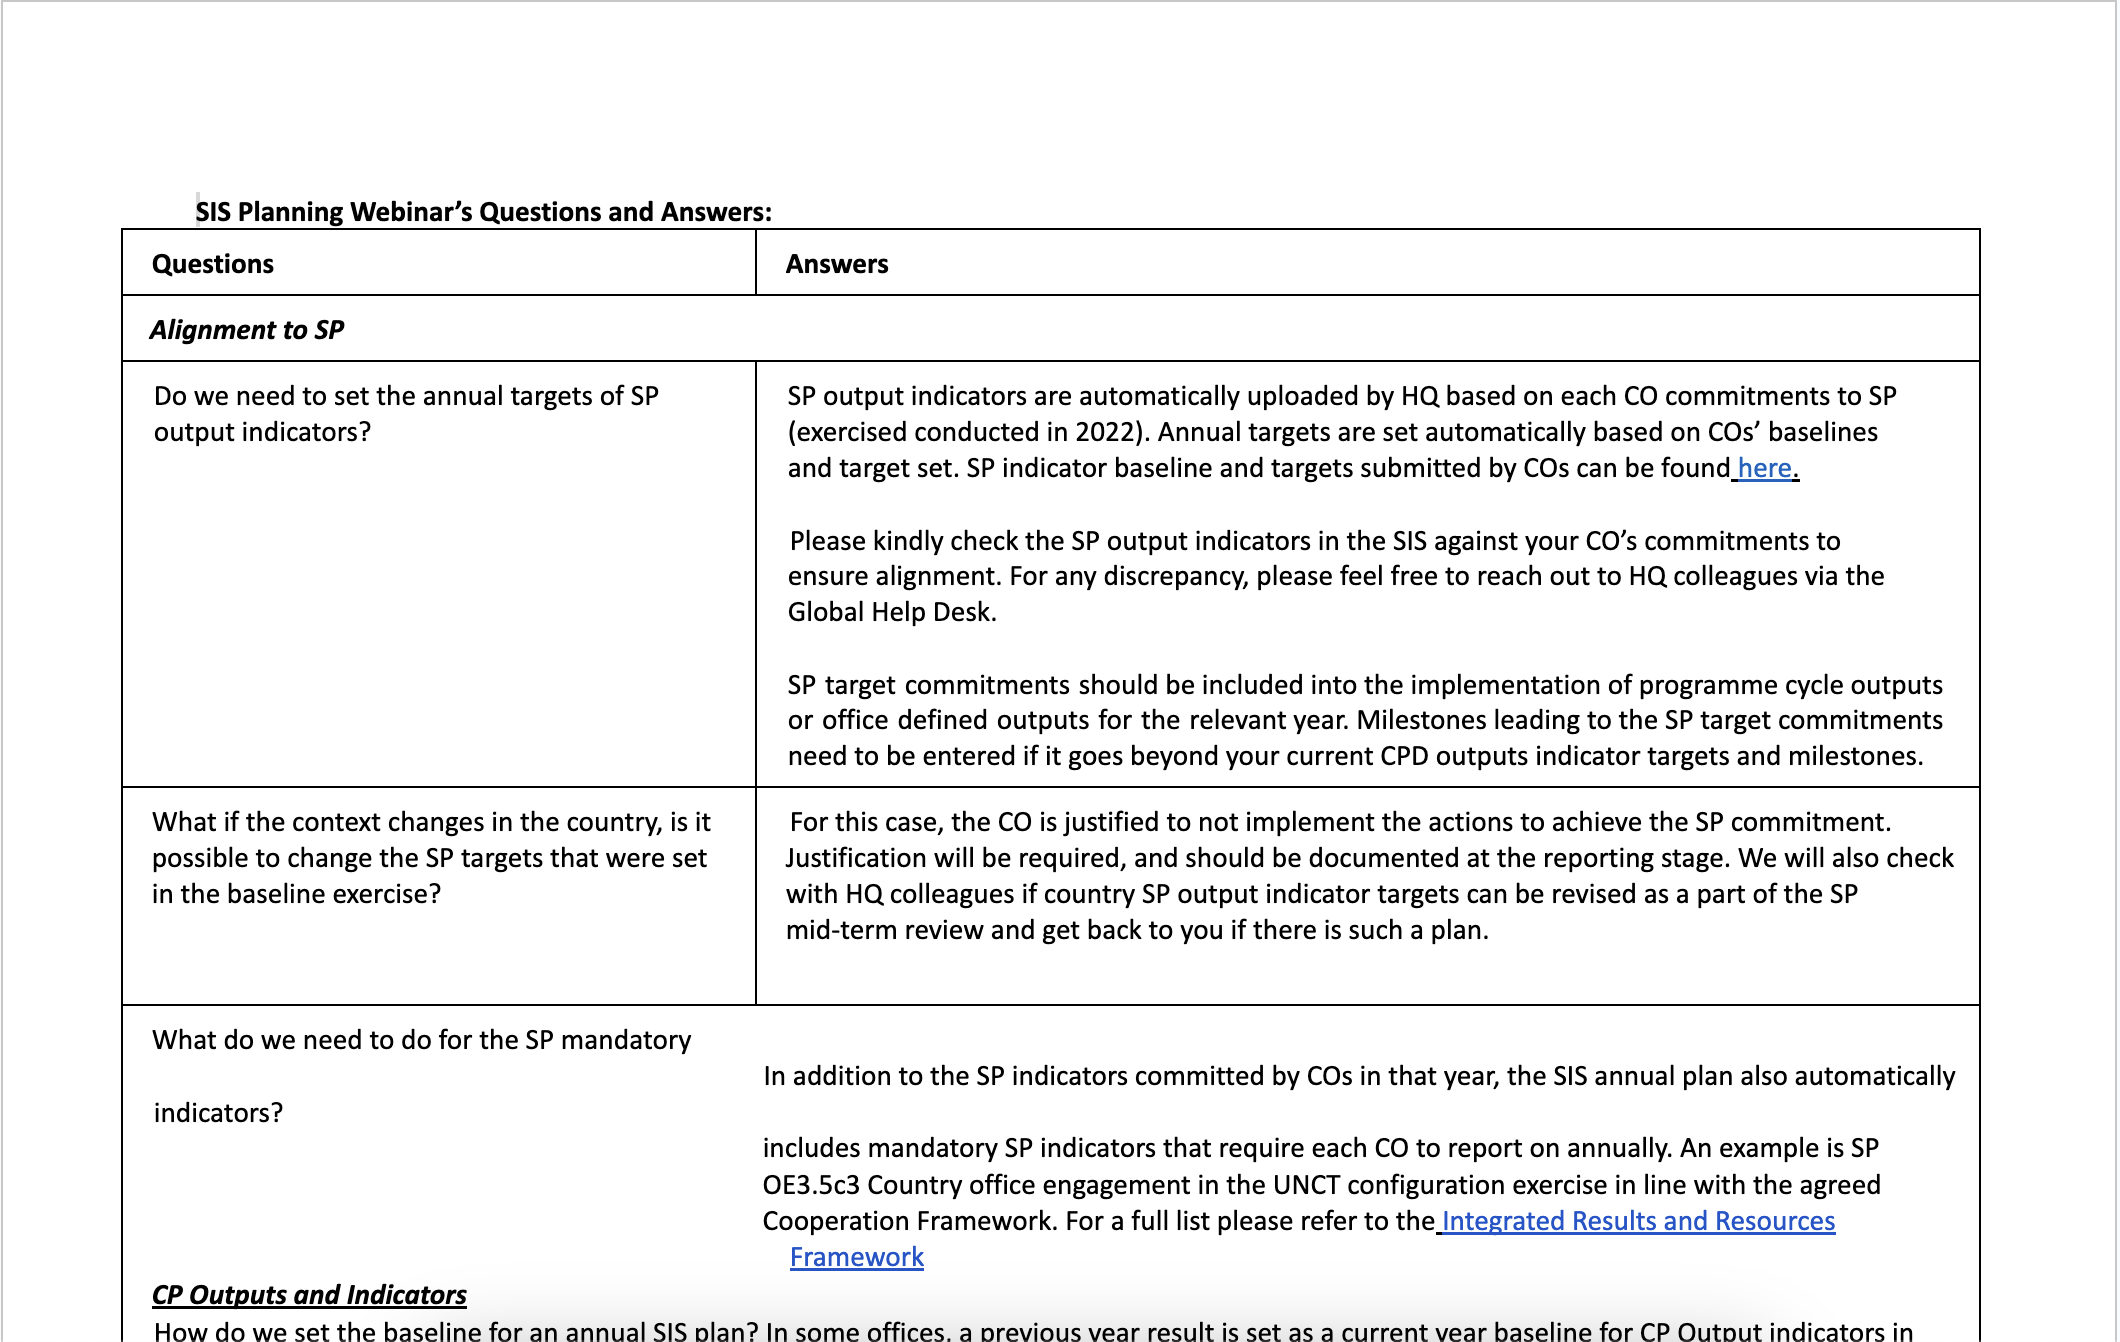 SIS Planning Webinar’s Questions and Answers:
Questions
Answers
Alignment to SP
Do we need to set the annual targets of SP
output indicators?
SP output indicators are automatically uploaded by HQ based on each CO commitments to SP
(exercised conducted in 2022). Annual targets are set automatically based on COs’ baselines
and target set. SP indicator baseline and targets submitted by COs can be found here.
Please kindly check the SP output indicators in the SIS against your CO’s commitments to
ensure alignment. For any discrepancy, please feel free to reach out to HQ colleagues via the
Global Help Desk.
SP target commitments should be included into the implementation of programme cycle outputs
or office defined outputs for the relevant year. Milestones leading to the SP target commitments
need to be entered if it goes beyond your current CPD outputs indicator targets and milestones.
What if the context changes in the country, is it
possible to change the SP targets that were set
in the baseline exercise?
For this case, the CO is justified to not implement the actions to achieve the SP commitment.
Justification will be required, and should be documented at the reporting stage. We will also check
with HQ colleagues if country SP output indicator targets can be revised as a part of the SP
mid-term review and get back to you if there is such a plan.
What do we need to do for the SP mandatory
indicators?
In addition to the SP indicators committed by COs in that year, the SIS annual plan also automatically
includes mandatory SP indicators that require each CO to report on annually. An example is SP
OE3.5c3 Country office engagement in the UNCT configuration exercise in line with the agreed
Cooperation Framework. For a full list please refer to the Integrated Results and Resources
Framework
CP Outputs and Indicators
How do we set the baseline for an annual SIS plan? In some offices, a previous year result is set as a current year baseline for CP Output indicators in